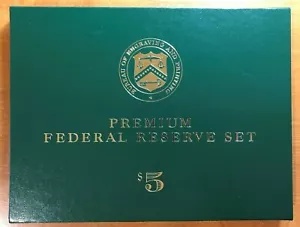 BUREAU OF ENGRAVING AND PRINTING
PREMIUM
FEDERAL RESERVE SET
$5